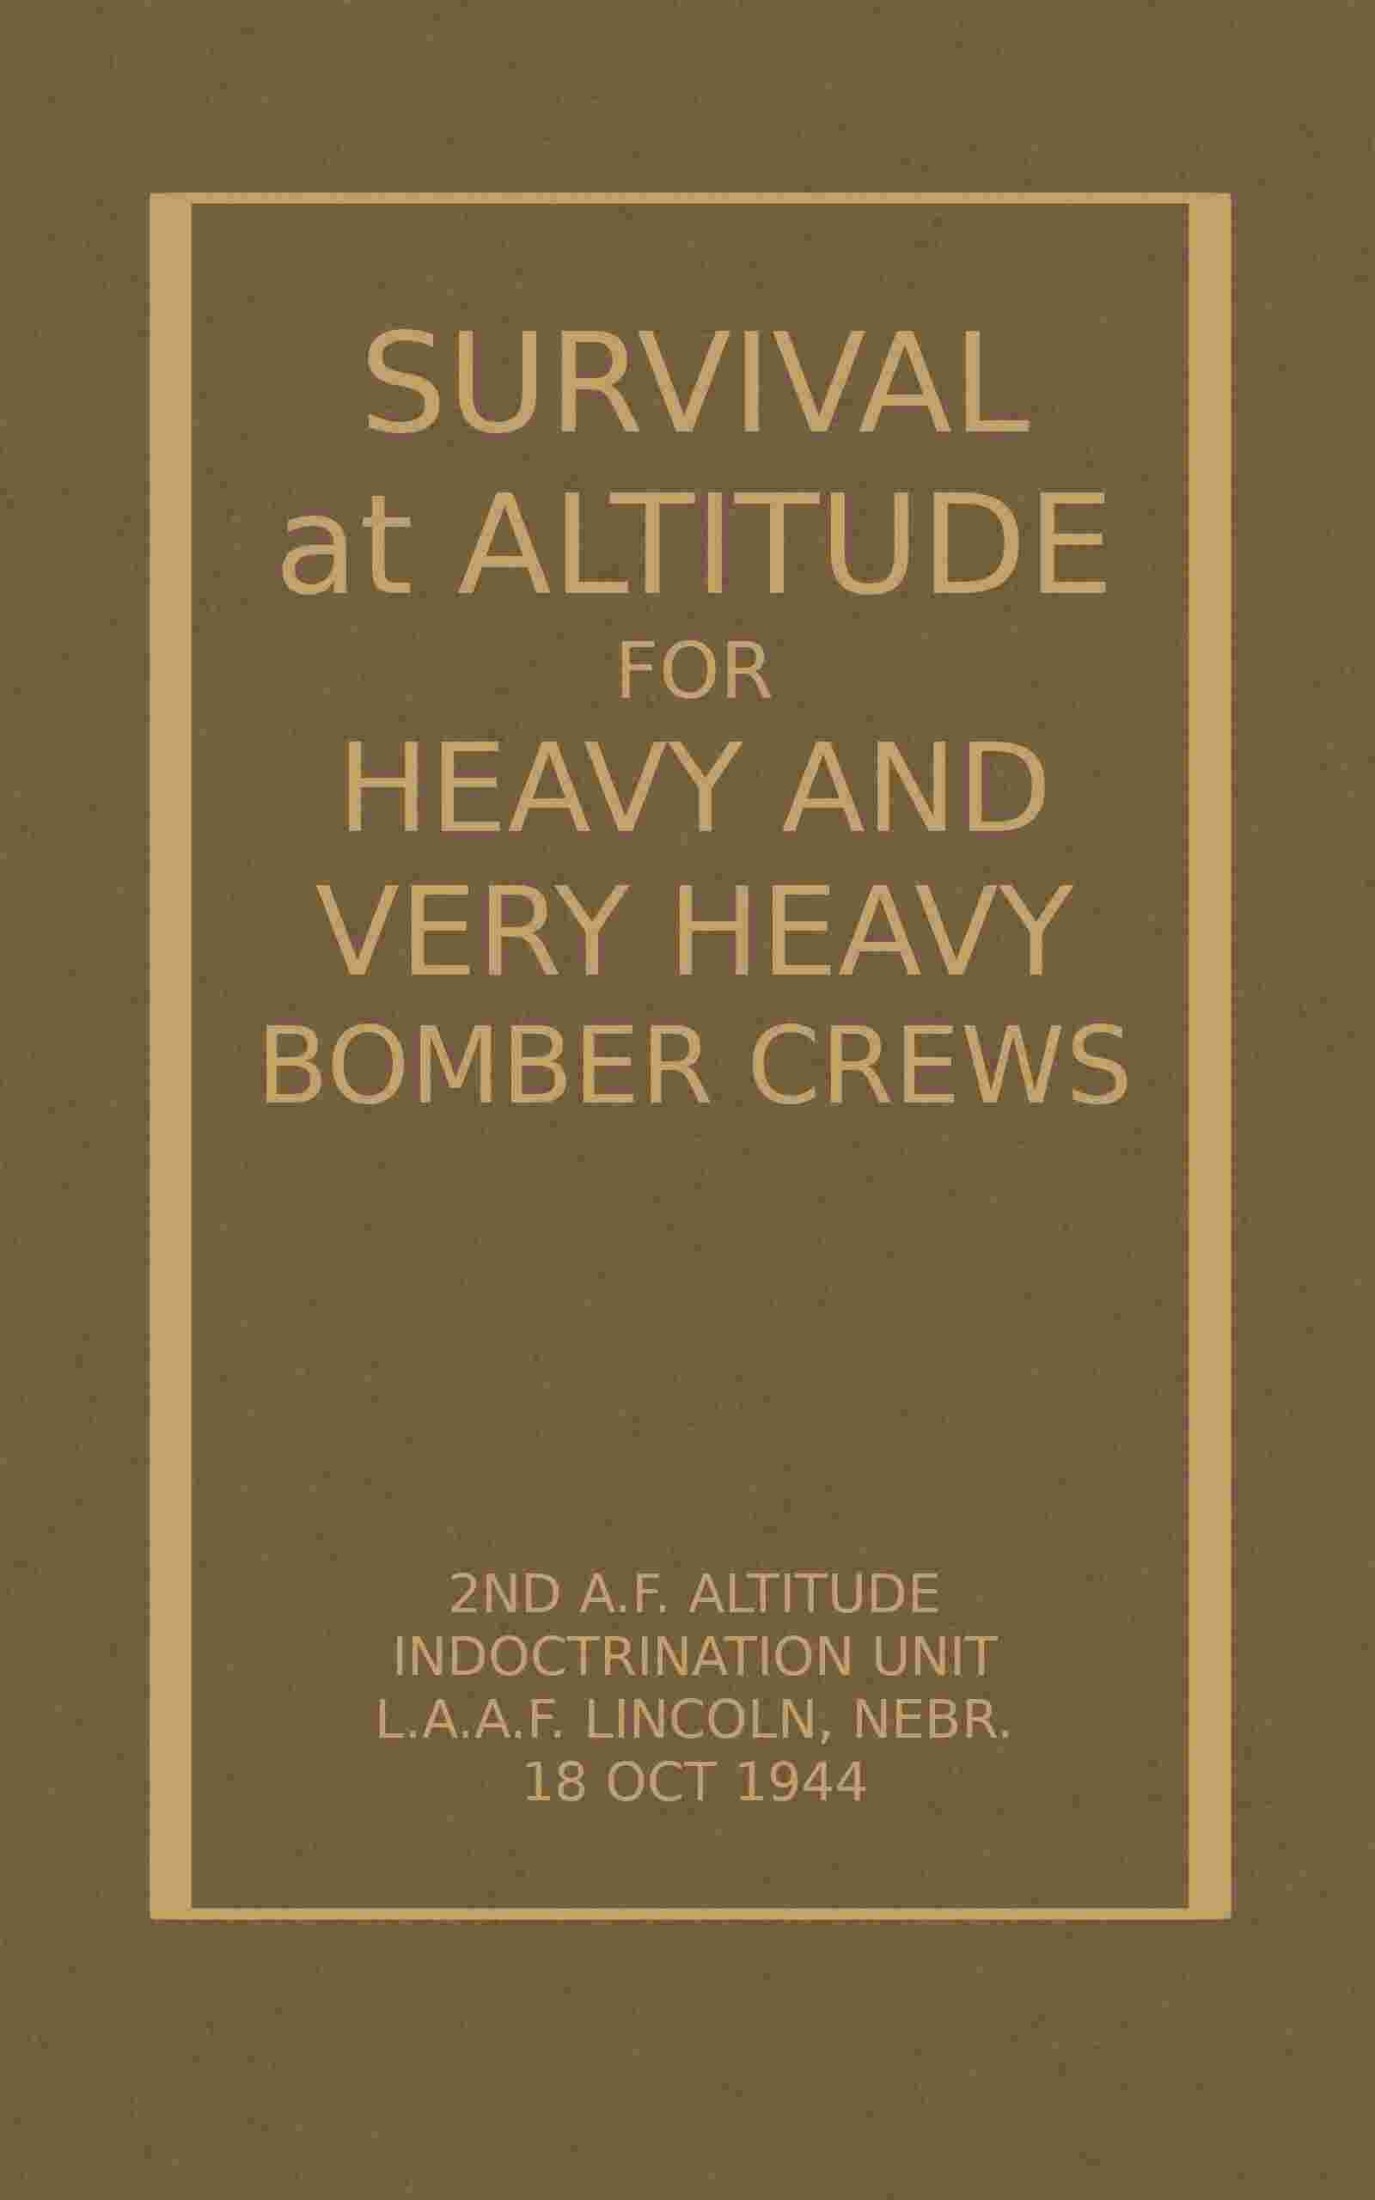 SURVIVAL
at ALTITUDE
FOR
HEAVY AND
VERY HEAVY
BOMBER CREWS
2ND A.F. ALTITUDE
INDOCTRINATION UNIT
L.A.A.F. LINCOLN, NEBR.
18 OCT 1944